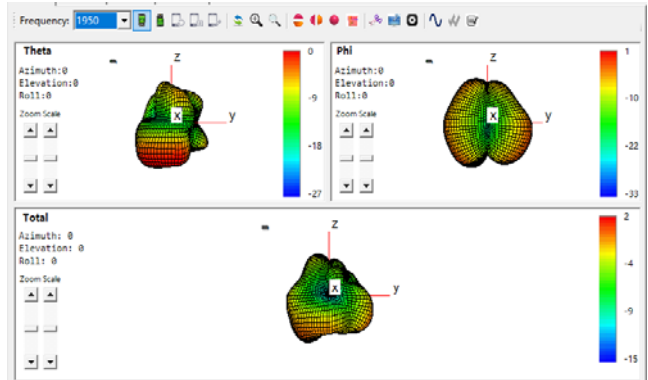 Frequency: 1950
Theta
Azimuth:0
Elevation:0
Roll:0
Zoom Scale
z
x
y
0
-9
-18
-27
Phi
Azimuth:0
Elevation:0
Roll:0
Zoom Scale
z
x
y
1
-10
-22
-33
Total
Azimuth: 0
Elevation: 0
Roll: 0
Zoom Scale
z
x
y
2
-4
-9
-15